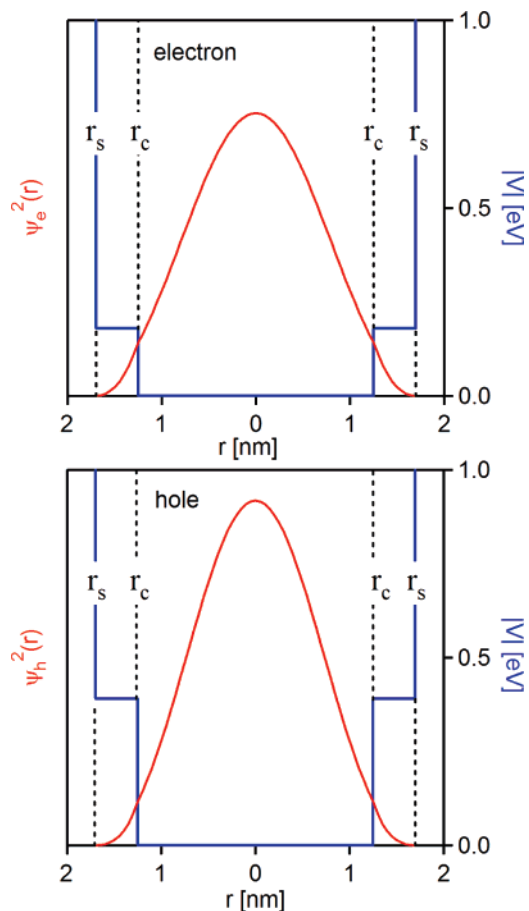 electron
r_s r_c r_c r_s
ψ_e^2(r)
|V| [eV]
1.0
0.5
0.0
2 1 0 1 2
r [nm]
hole
r_s r_c r_c r_s
ψ_h^2(r)
|V| [eV]
1.0
0.5
0.0
2 1 0 1 2
r [nm]